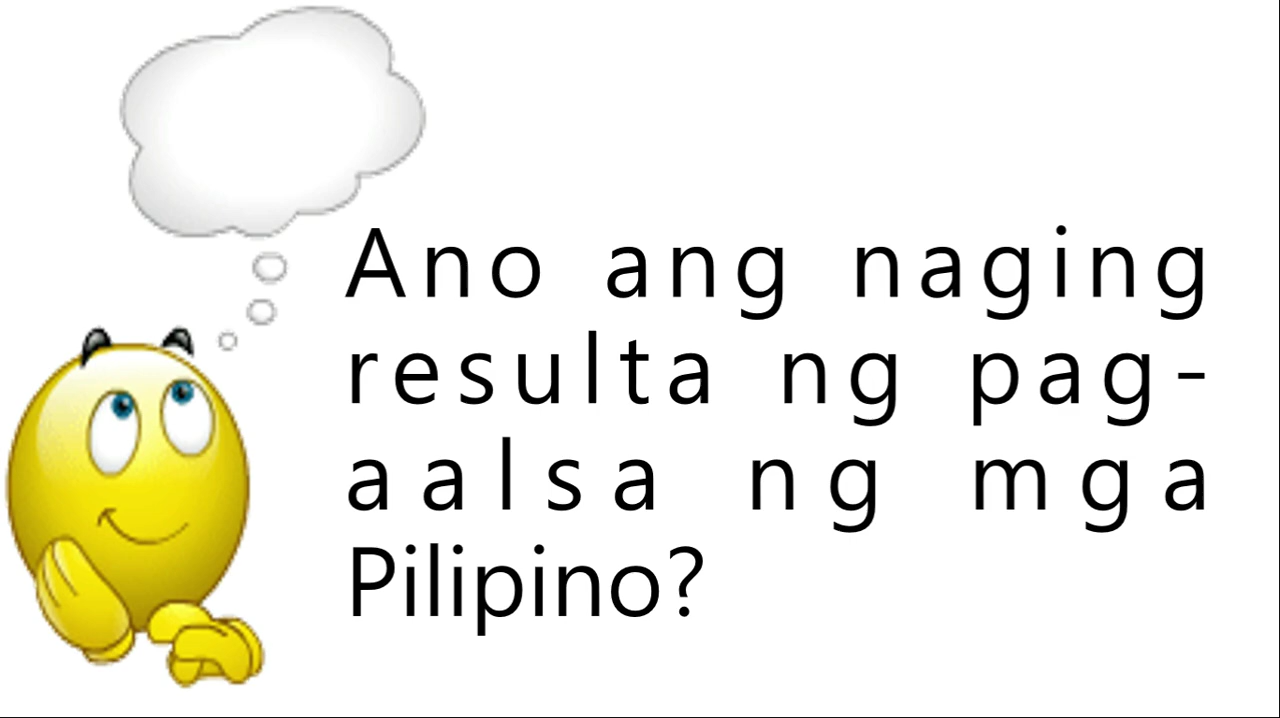 Ano ang naging
resulta ng pag-
aalsa ng mga
Pilipino?